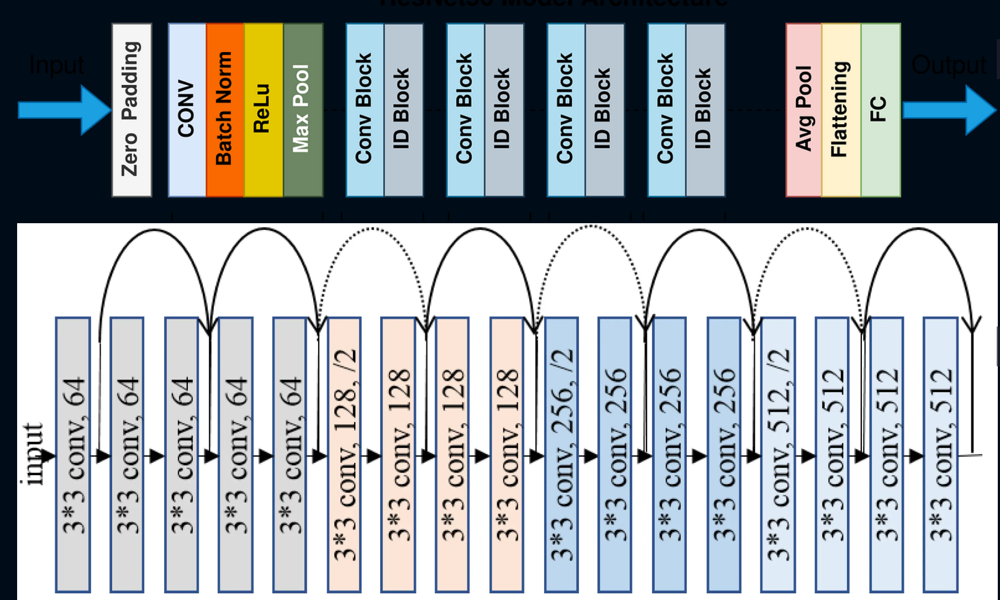 ResNet50 Model Architecture
Input
Zero Padding
CONV
Batch Norm
ReLu
Max Pool
Conv Block
ID Block
Conv Block
ID Block
Conv Block
ID Block
Conv Block
ID Block
Avg Pool
Flattening
FC
Output
input
3*3 conv, 64
3*3 conv, 64
3*3 conv, 64
3*3 conv, 64
3*3 conv, 64
3*3 conv, 128, /2
3*3 conv, 128
3*3 conv, 128
3*3 conv, 128
3*3 conv, 256, /2
3*3 conv, 256
3*3 conv, 256
3*3 conv, 256
3*3 conv, 512, /2
3*3 conv, 512
3*3 conv, 512
3*3 conv, 512